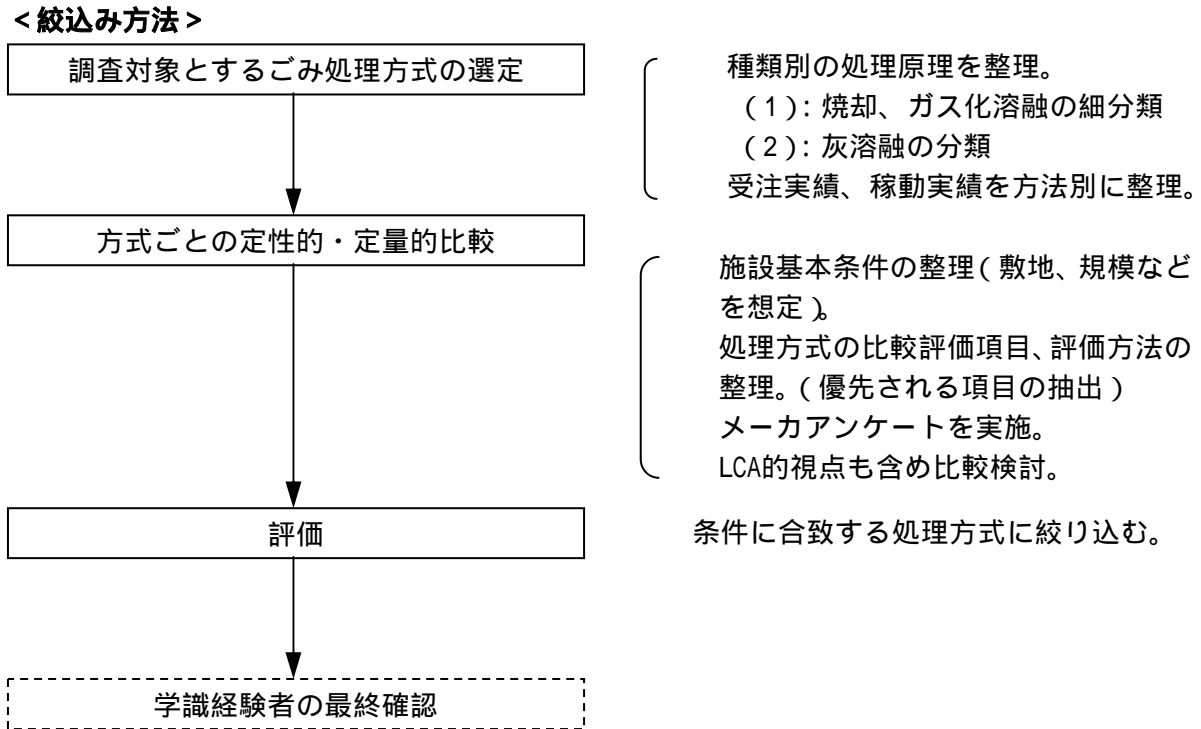 <絞込み方法>
調査対象とするごみ処理方式の選定
種類別の処理原理を整理。
(1):焼却、ガス化溶融の細分類
(2):灰溶融の分類
受注実績、稼動実績を方法別に整理。
方式ごとの定性的・定量的比較
施設基本条件の整理(敷地、規模など
を想定)。
処理方式の比較評価項目、評価方法の
整理。(優先される項目の抽出)
メーカアンケートを実施。
LCA的視点も含め比較検討。
評価
条件に合致する処理方式に絞り込む。
学識経験者の最終確認